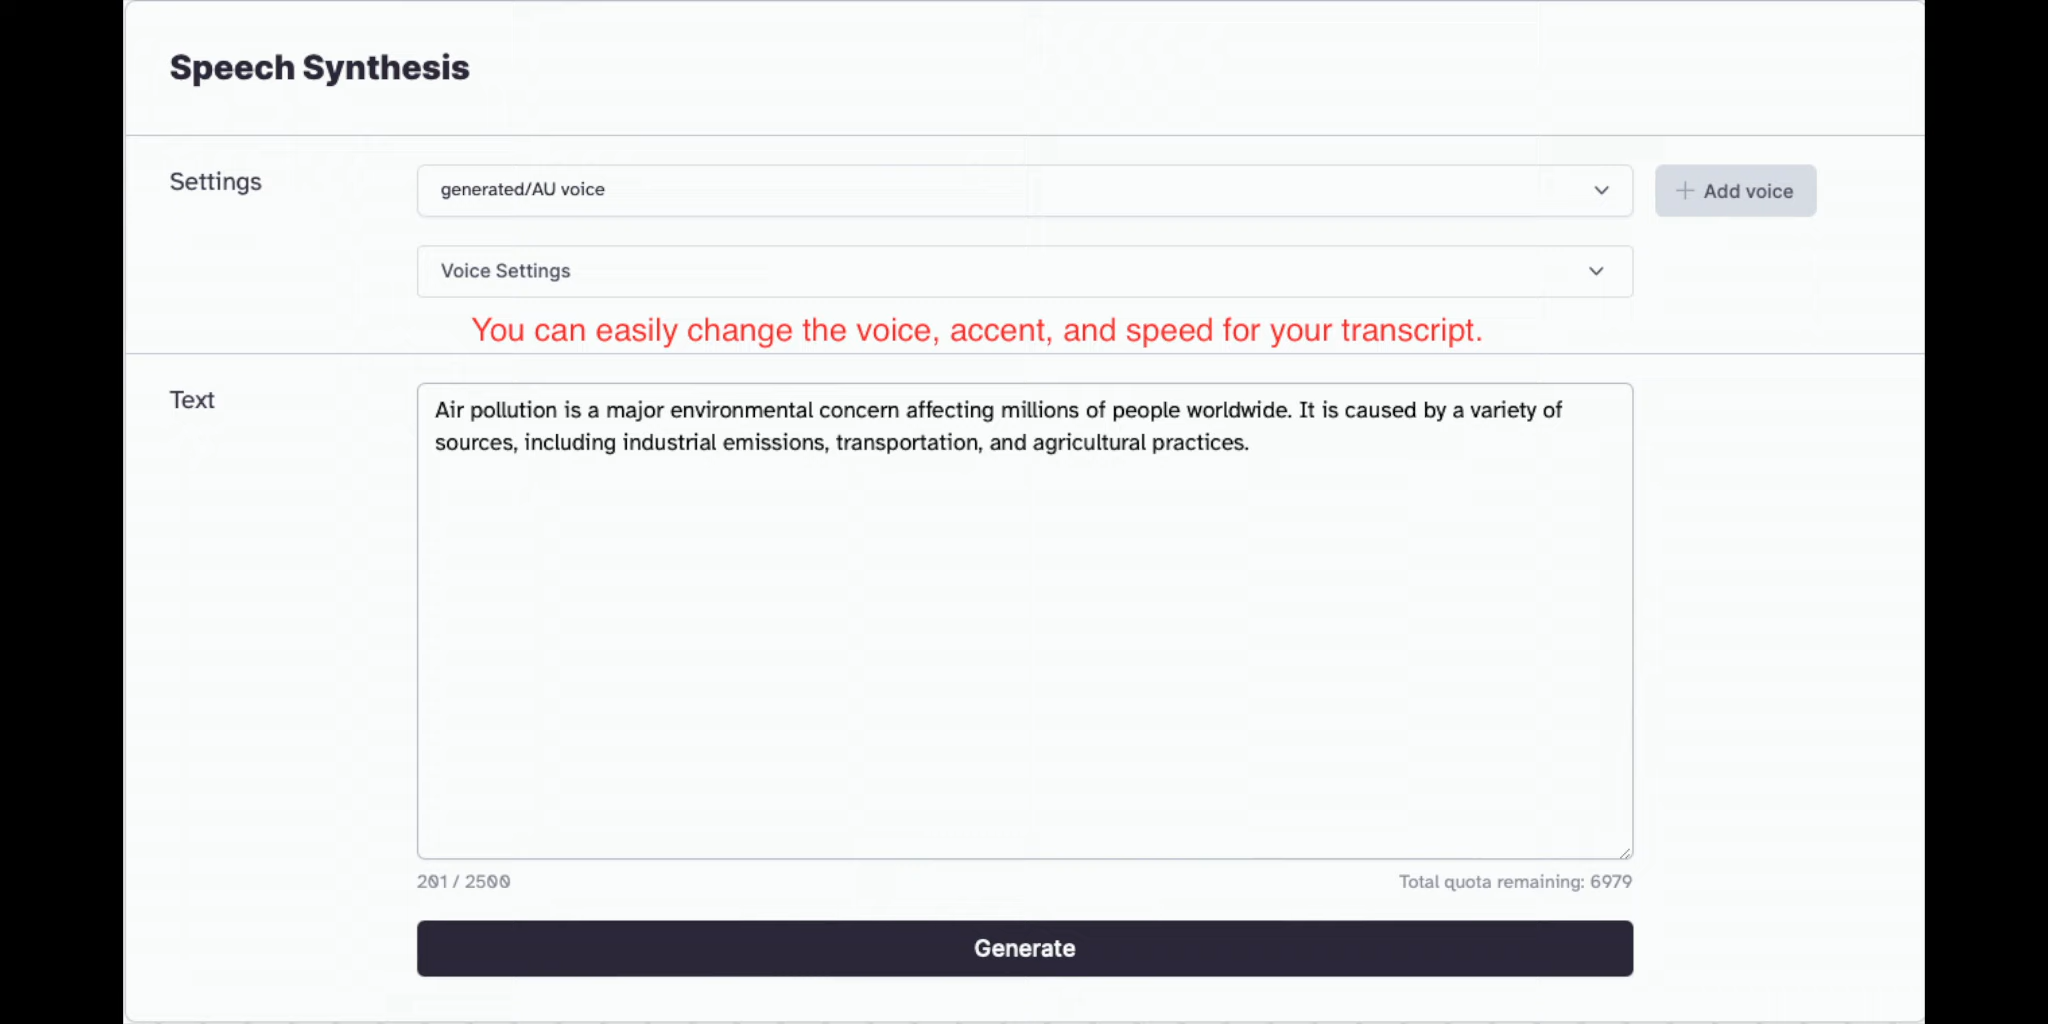 Speech Synthesis
Settings
generated/AU voice
+ Add voice
Voice Settings
You can easily change the voice, accent, and speed for your transcript.
Text
Air pollution is a major environmental concern affecting millions of people worldwide. It is caused by a variety of
sources, including industrial emissions, transportation, and agricultural practices.
201 / 2500
Total quota remaining: 6979
Generate